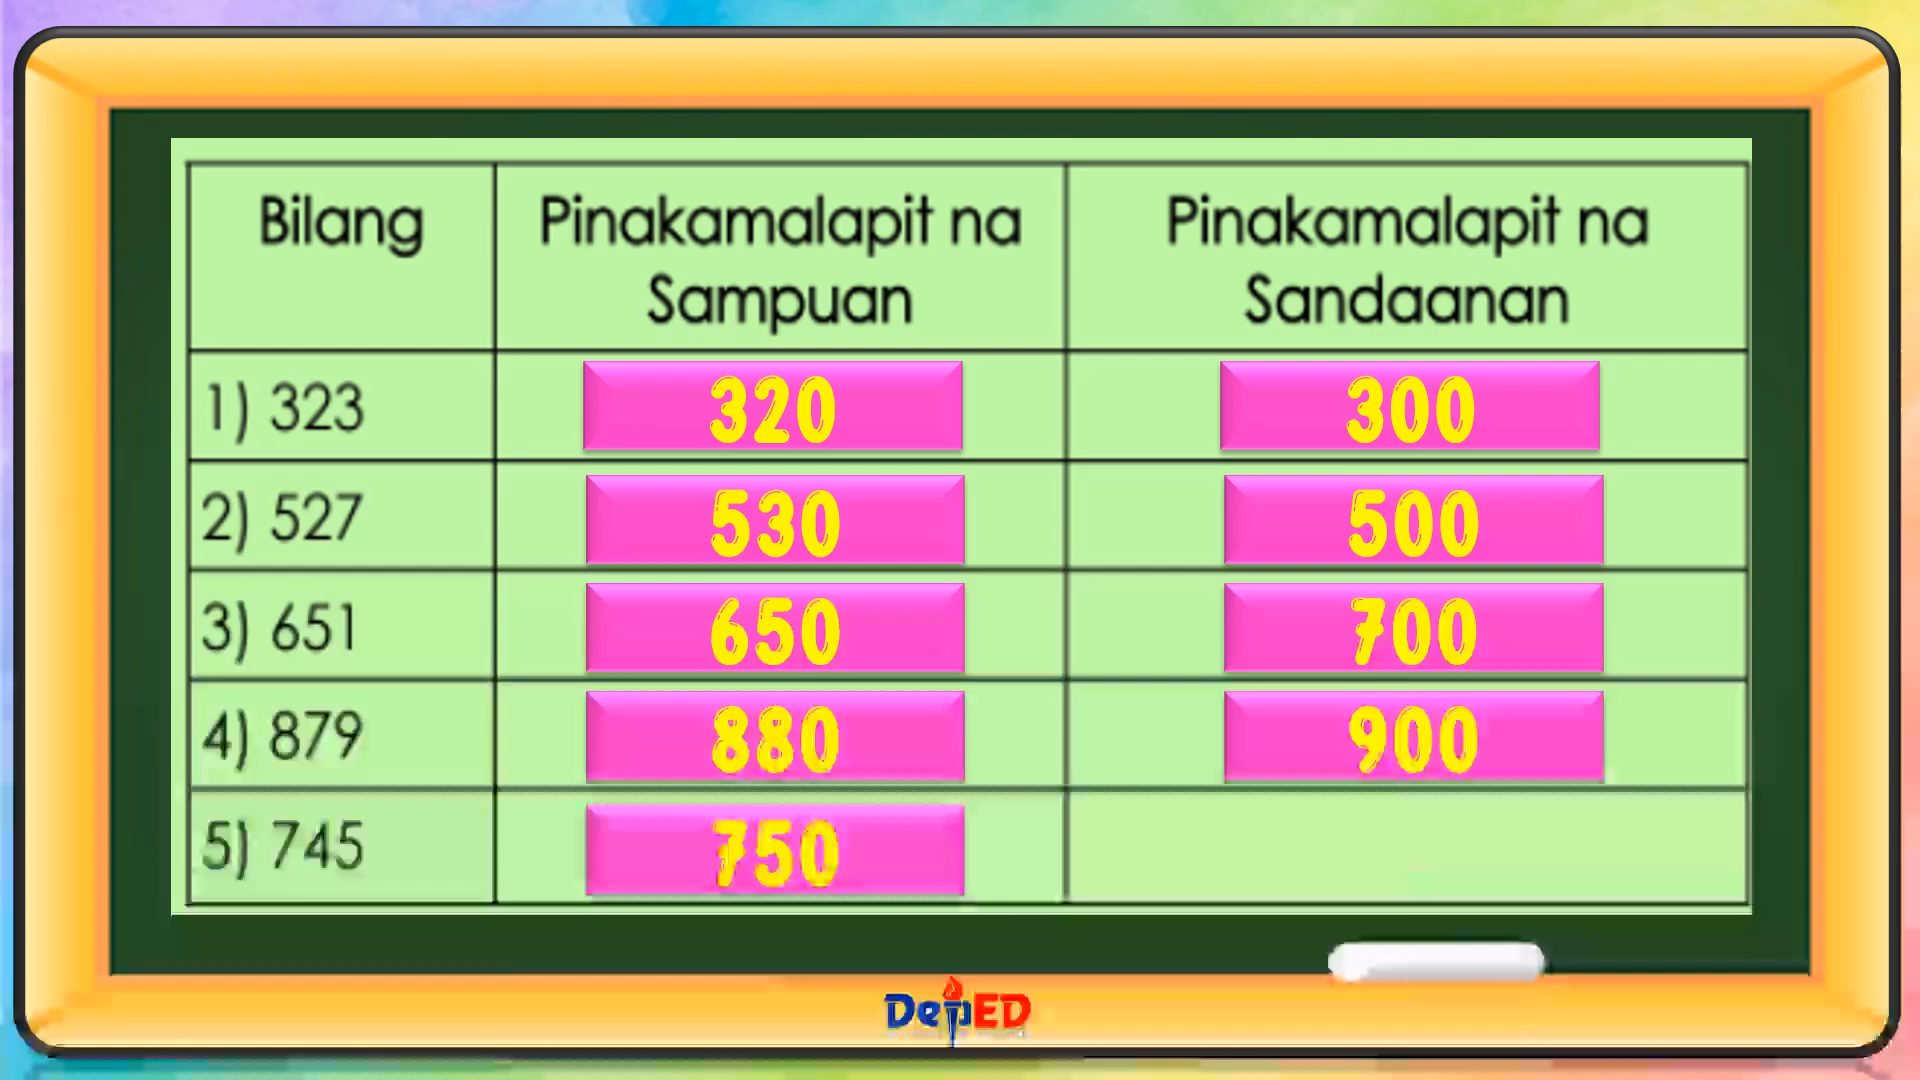 Bilang
Pinakamalapit na
Sampuan
Pinakamalapit na
Sandaanan
1) 323
320
300
2) 527
530
500
3) 651
650
700
4) 879
880
900
5) 745
750
DepED